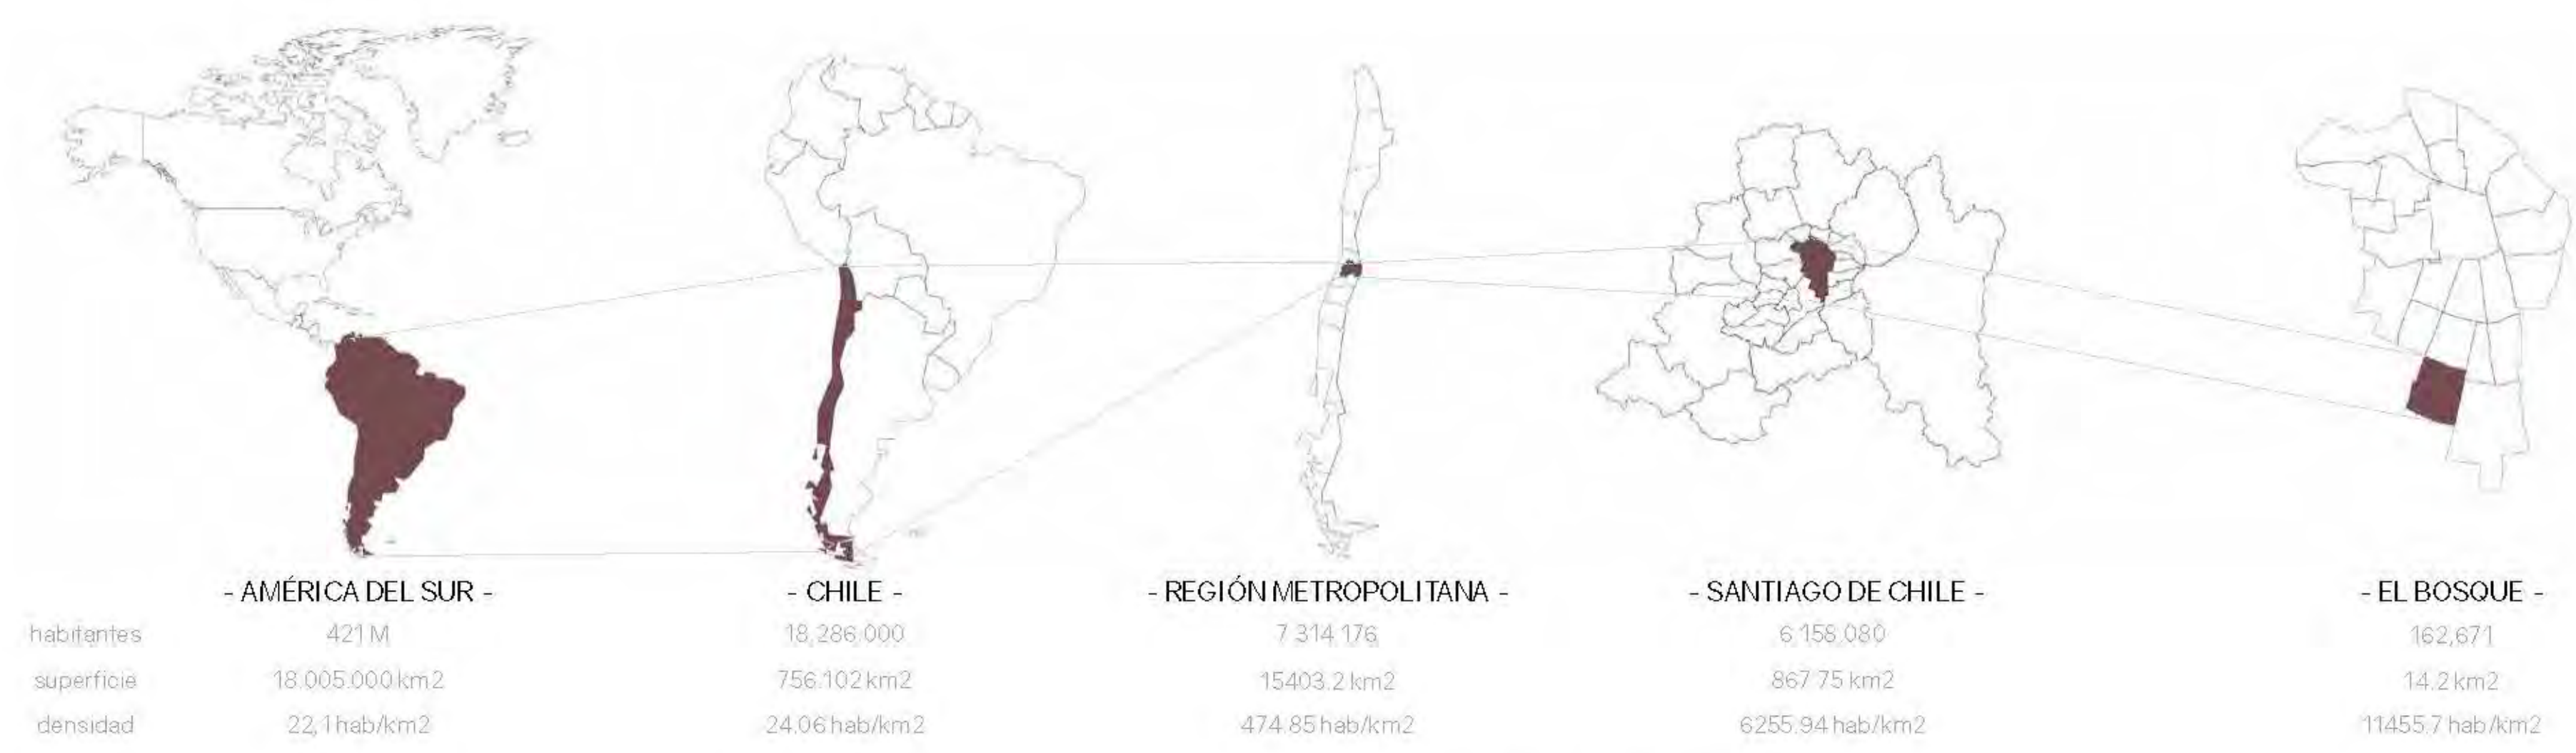 - AMÉRICA DEL SUR - - CHILE - - REGIÓN METROPOLITANA - - SANTIAGO DE CHILE - - EL BOSQUE -
habitantes 421 M 18,286.000 7 314 176 6 158 080 162,671
superficie 18.005.000 km2 756.102 km2 15403.2 km2 867 75 km2 14.2 km2
densidad 22,1 hab/km2 24.06 hab/km2 474.85 hab/km2 6255.94 hab/km2 11455.7 hab/km2